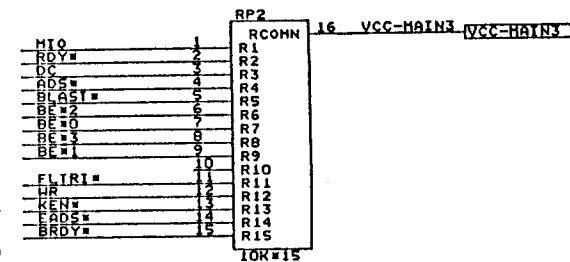 RP2
RCOMN 16 VCC-MAIN3 VCC-MAIN3
MIO 1 R1
RDY* 2 R2
DC 3 R3
ADS* 4 R4
BLAST* 5 R5
BE*2 6 R6
BE*0 7 R7
BE*3 8 R8
BE*1 9 R9
10 R10
FLTRI* 11 R11
WR 12 R12
KEN* 13 R13
EADS* 14 R14
BRDY* 15 R15
10K*15